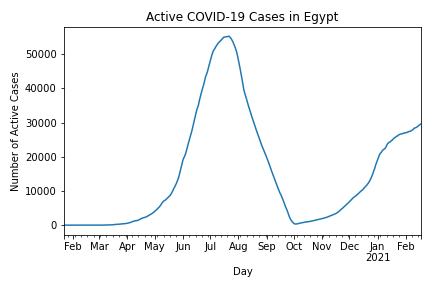 Active COVID-19 Cases in Egypt
Number of Active Cases
50000
40000
30000
20000
10000
0
Feb Mar Apr May Jun Jul Aug Sep Oct Nov Dec Jan Feb
2021
Day